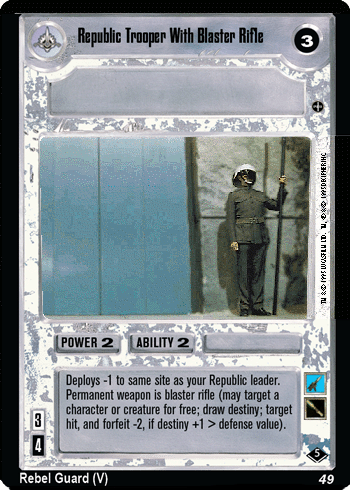 Republic Trooper With Blaster Rifle
3
POWER 2
ABILITY 2
Deploys -1 to same site as your Republic leader.
Permanent weapon is blaster rifle (may target a
character or creature for free; draw destiny; target
hit, and forfeit -2, if destiny +1 > defense value).
3
4
5
Rebel Guard (V)
49